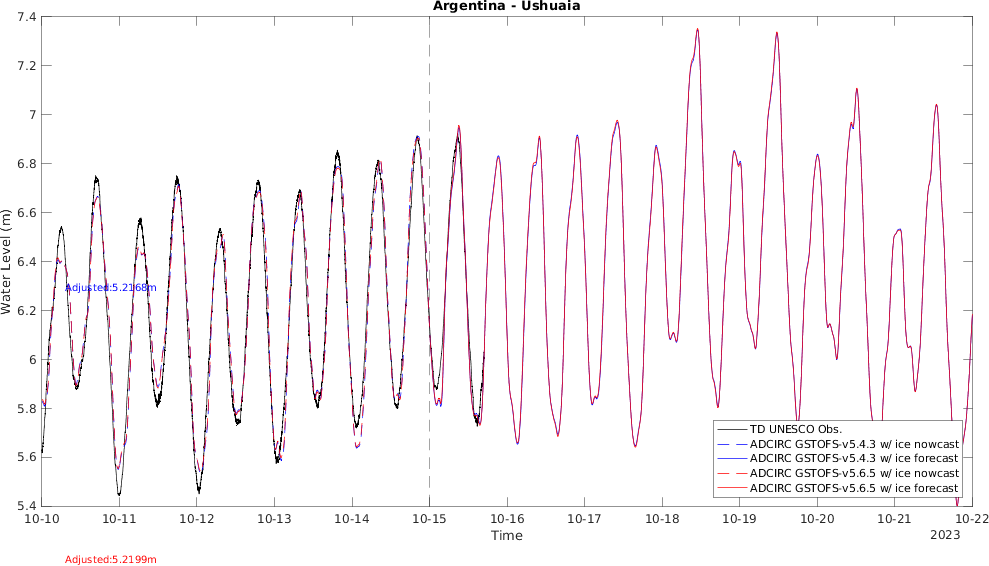 Argentina - Ushuaia
7.4
7.2
7
6.8
6.6
6.4
6.2
6
5.8
5.6
5.4
Water Level (m)
Adjusted:5.2168m
TD UNESCO Obs.
ADCIRC GSTOFS-v5.4.3 w/ ice nowcast
ADCIRC GSTOFS-v5.4.3 w/ ice forecast
ADCIRC GSTOFS-v5.6.5 w/ ice nowcast
ADCIRC GSTOFS-v5.6.5 w/ ice forecast
10-10 10-11 10-12 10-13 10-14 10-15 10-16 10-17 10-18 10-19 10-20 10-21 10-22
Time
2023
Adjusted:5.2199m